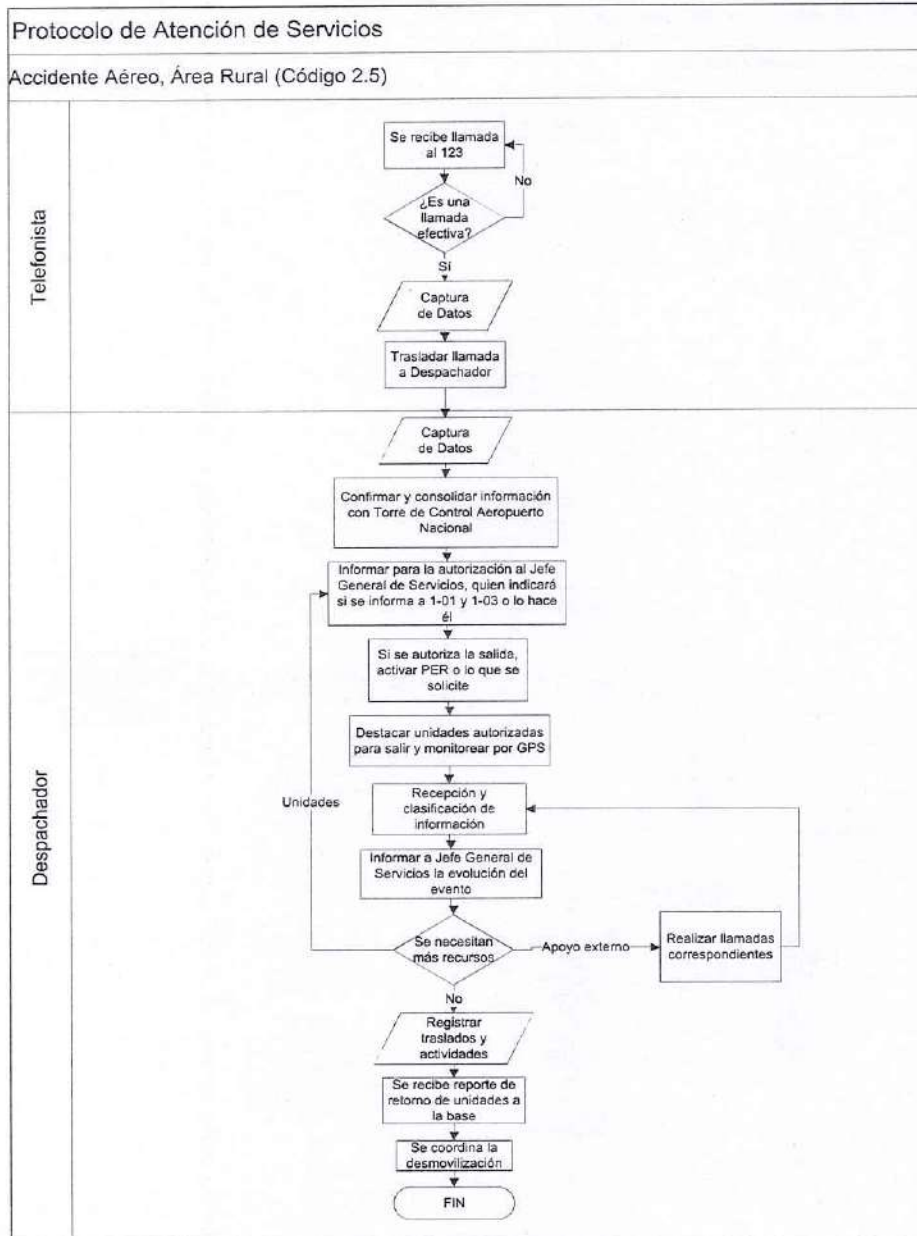 Protocolo de Atención de Servicios
Accidente Aéreo, Área Rural (Código 2.5)
Telefonista
Se recibe llamada
al 123
No
¿Es una
llamada
efectiva?
Sí
Captura
de Datos
Trasladar llamada
a Despachador
Despachador
Captura
de Datos
Confirmar y consolidar información
con Torre de Control Aeropuerto
Nacional
Informar para la autorización al Jefe
General de Servicios, quien indicará
si se informa a 1-01 y 1-03 o lo hace
él
Si se autoriza la salida,
activar PER o lo que se
solicite
Destacar unidades autorizadas
para salir y monitorear por GPS
Unidades
Recepción y
clasificación de
información
Informar a Jefe General de
Servicios la evolución del
evento
Se necesitan
más recursos
Apoyo externo
Realizar llamadas
correspondientes
No
Registrar
traslados y
actividades
Se recibe reporte de
retorno de unidades a
la base
Se coordina la
desmovilización
FIN